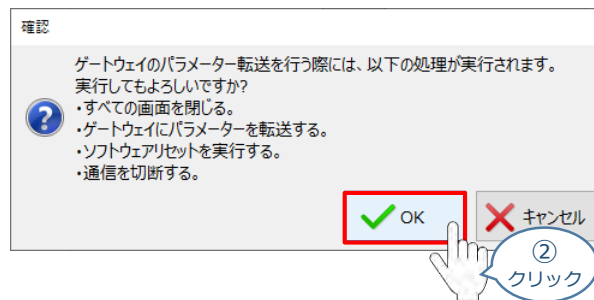 確認
ゲートウェイのパラメーター転送を行う際には、以下の処理が実行されます。
実行してもよろしいですか?
・すべての画面を閉じる。
・ゲートウェイにパラメーターを転送する。
・ソフトウェアリセットを実行する。
・通信を切断する。
OK
キャンセル
②
クリック